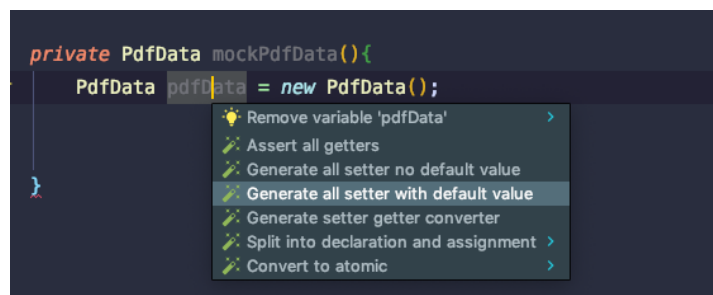 private PdfData mockPdfData(){
PdfData pdfData = new PdfData();
Remove variable 'pdfData'
Assert all getters
Generate all setter no default value
}
Generate all setter with default value
Generate setter getter converter
Split into declaration and assignment
Convert to atomic